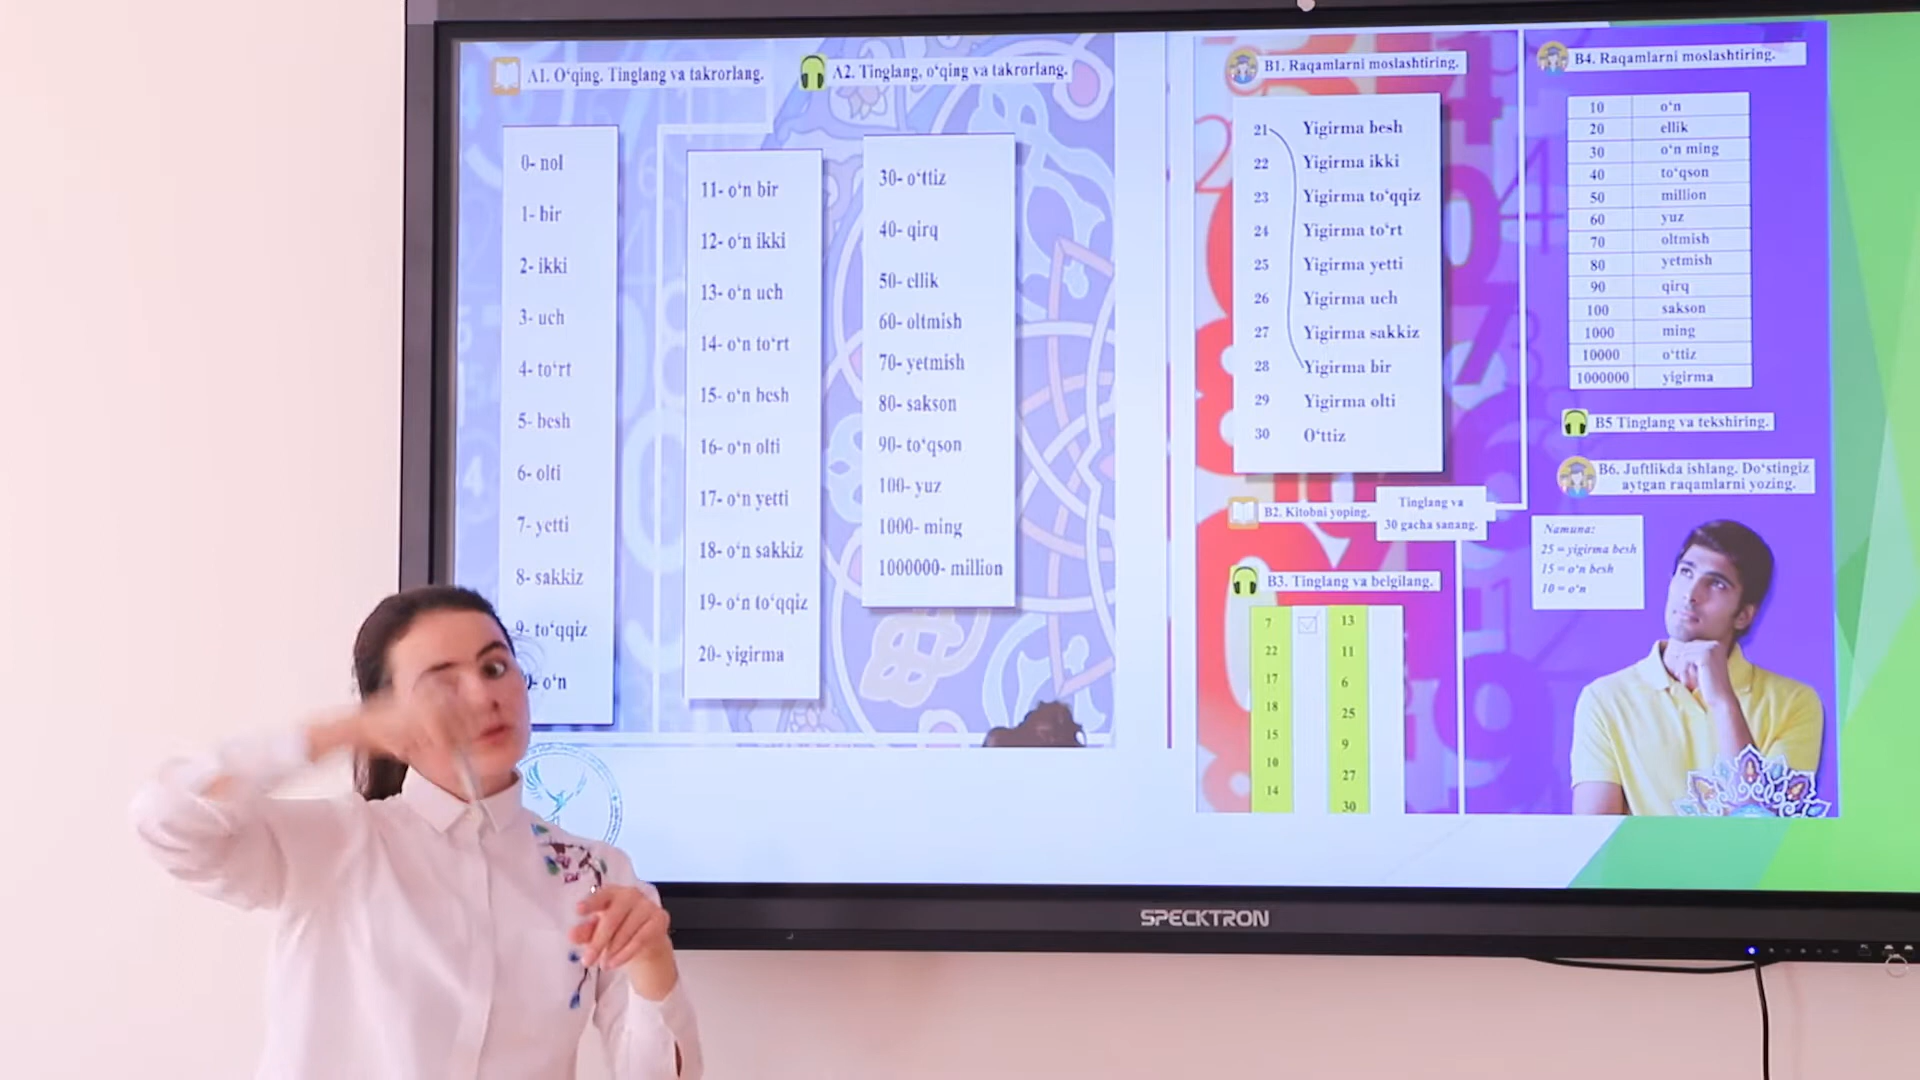 A1. O‘qing. Tinglang va takrorlang.
0- nol
1- bir
2- ikki
3- uch
4- to‘rt
5- besh
6- olti
7- yetti
8- sakkiz
9- to‘qqiz
0- o‘n
11- o‘n bir
12- o‘n ikki
13- o‘n uch
14- o‘n to‘rt
15- o‘n besh
16- o‘n olti
17- o‘n yetti
18- o‘n sakkiz
19- o‘n to‘qqiz
20- yigirma
A2. Tinglang, o‘qing va takrorlang.
30- o‘ttiz
40- qirq
50- ellik
60- oltmish
70- yetmish
80- sakson
90- to‘qson
100- yuz
1000- ming
1000000- million
B1. Raqamlarni moslashtiring.
21 Yigirma besh
22 Yigirma ikki
23 Yigirma to‘qqiz
24 Yigirma to‘rt
25 Yigirma yetti
26 Yigirma uch
27 Yigirma sakkiz
28 Yigirma bir
29 Yigirma olti
30 O‘ttiz
B2. Kitobni yoping.
Tinglang va
30 gacha sanang.
B3. Tinglang va belgilang.
7 13
22 11
17 6
18 25
15 9
10 27
14 30
B4. Raqamlarni moslashtiring.
10 o‘n
20 ellik
30 o‘n ming
40 to‘qson
50 million
60 yuz
70 oltmish
80 yetmish
90 qirq
100 sakson
1000 ming
10000 o‘ttiz
1000000 yigirma
B5 Tinglang va tekshiring.
B6. Juftlikda ishlang. Do‘stingiz
aytgan raqamlarni yozing.
Namuna:
25 = yigirma besh
15 = o‘n besh
10 = o‘n
SPECKTRON